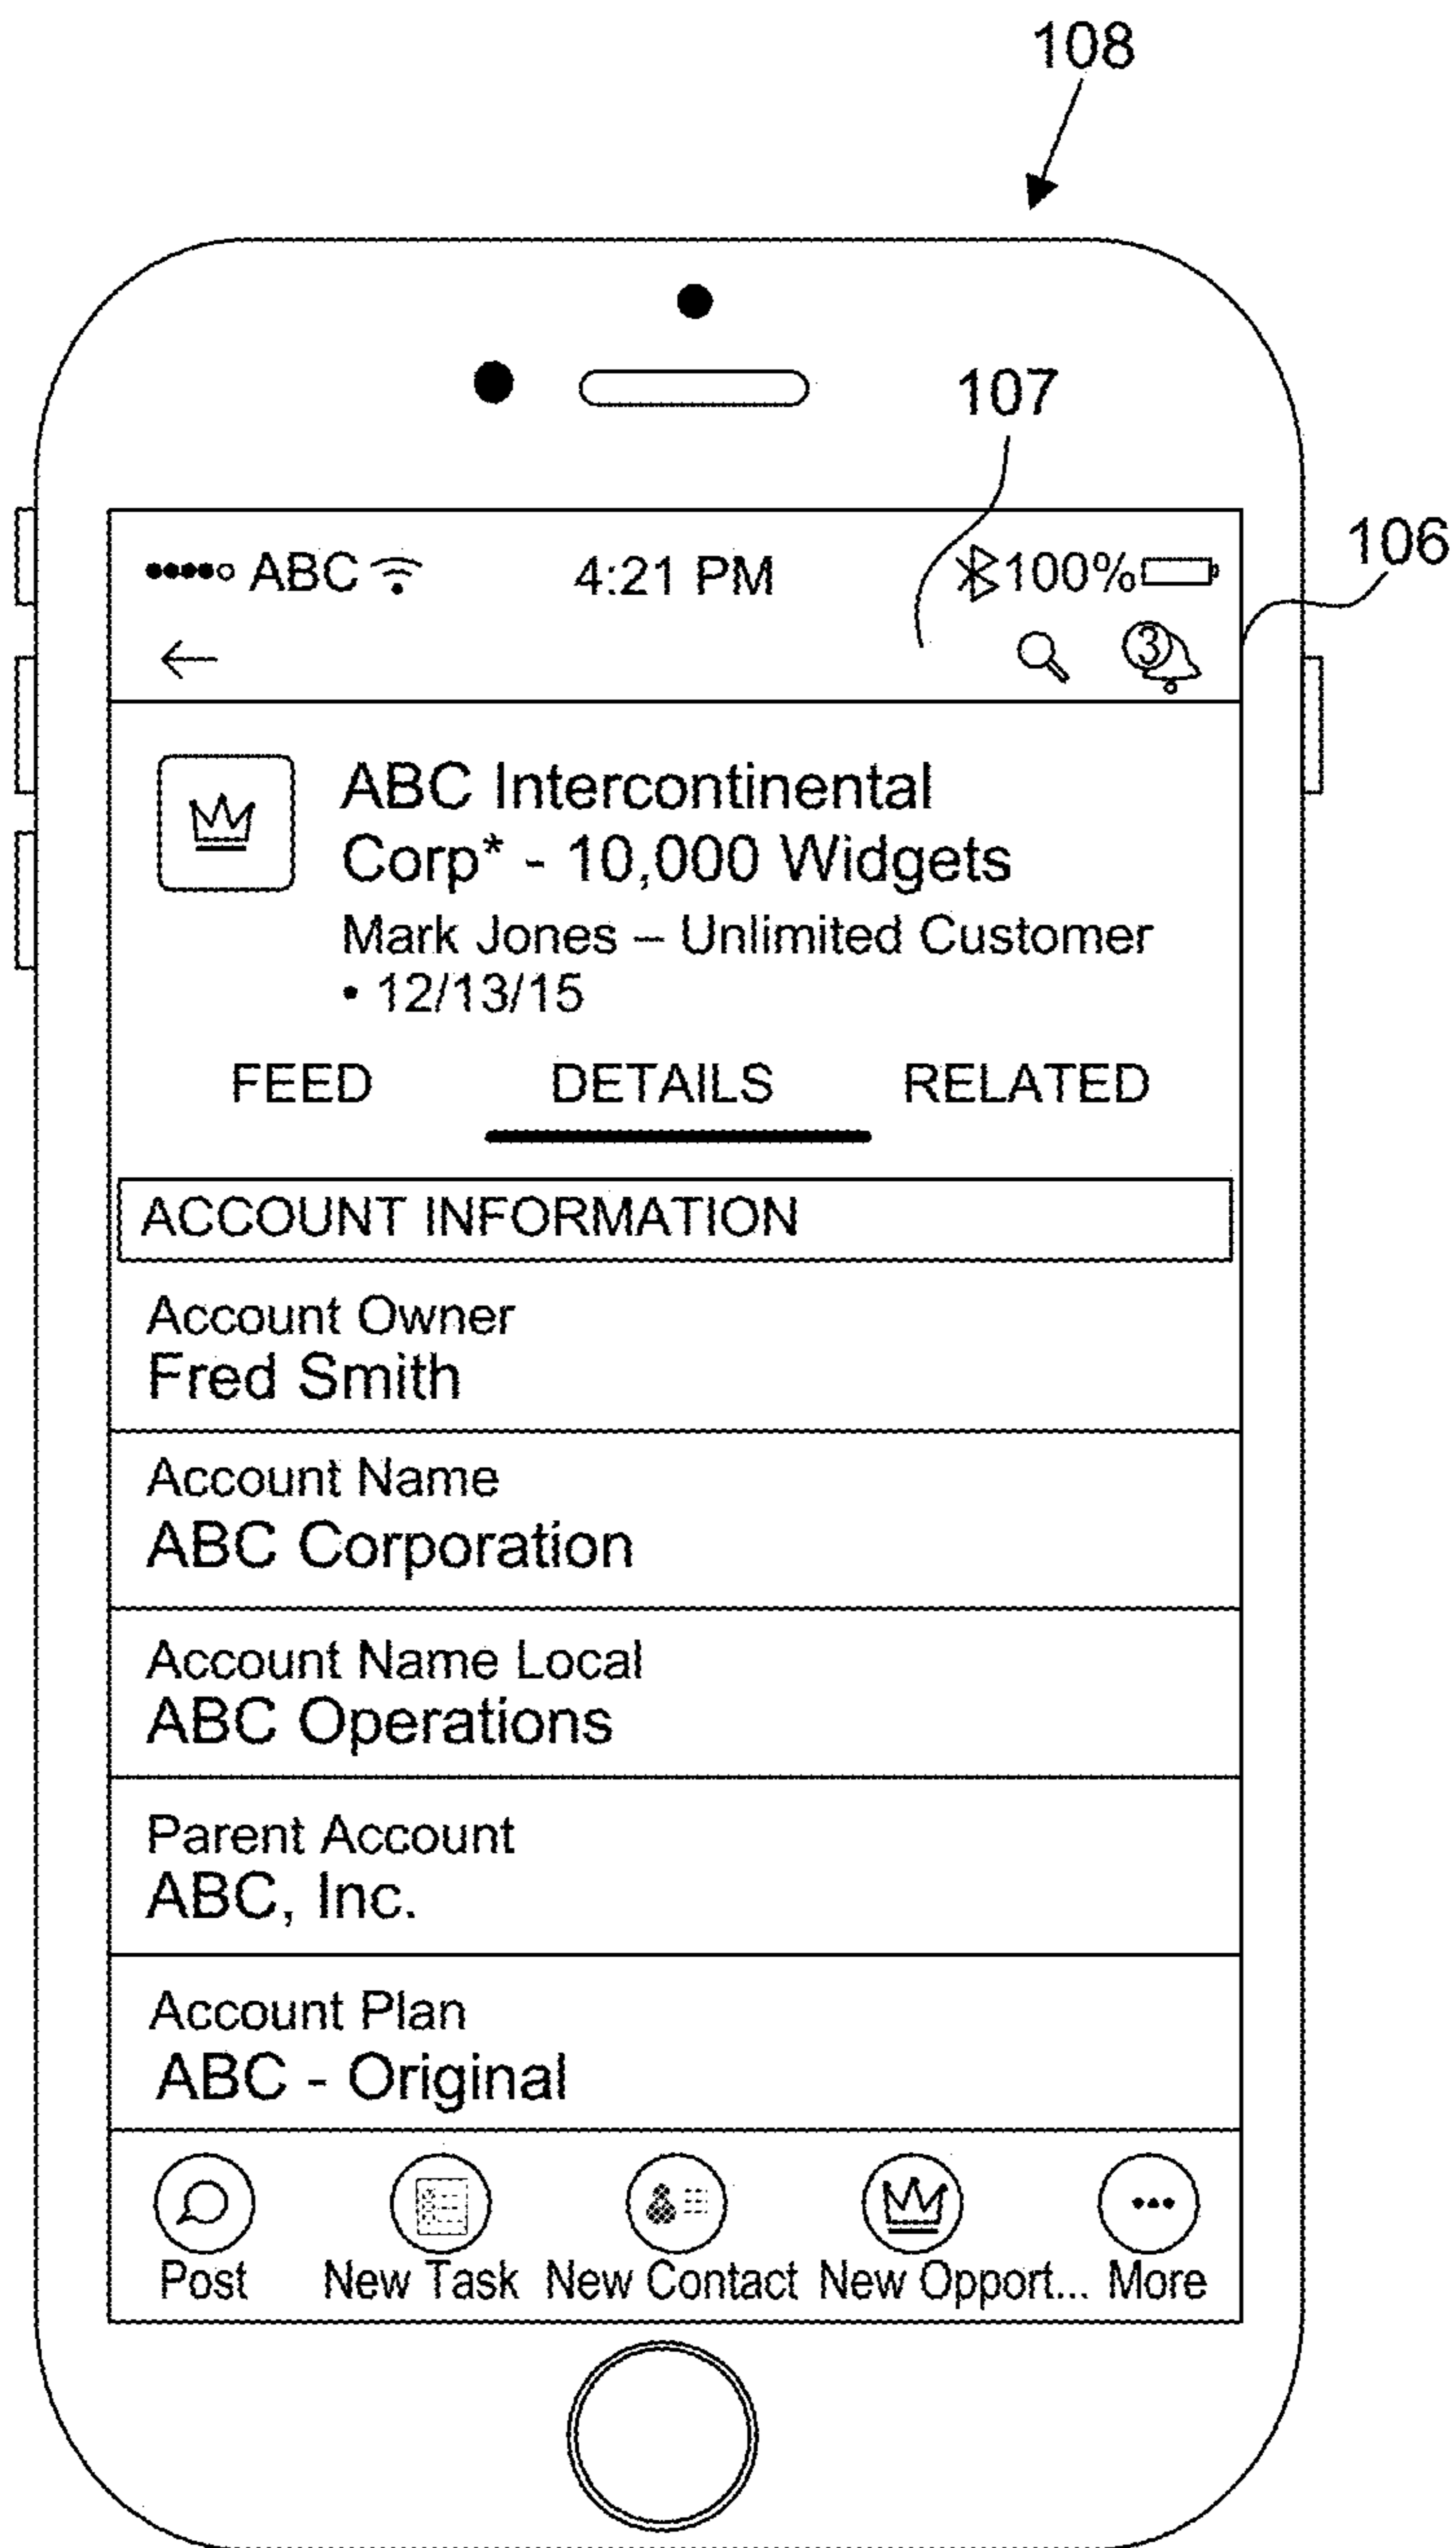 108
107
106
ABC 4:21 PM 100%
3
ABC Intercontinental
Corp* - 10,000 Widgets
Mark Jones – Unlimited Customer
• 12/13/15
FEED DETAILS RELATED
ACCOUNT INFORMATION
Account Owner
Fred Smith
Account Name
ABC Corporation
Account Name Local
ABC Operations
Parent Account
ABC, Inc.
Account Plan
ABC - Original
Post New Task New Contact New Opport... More